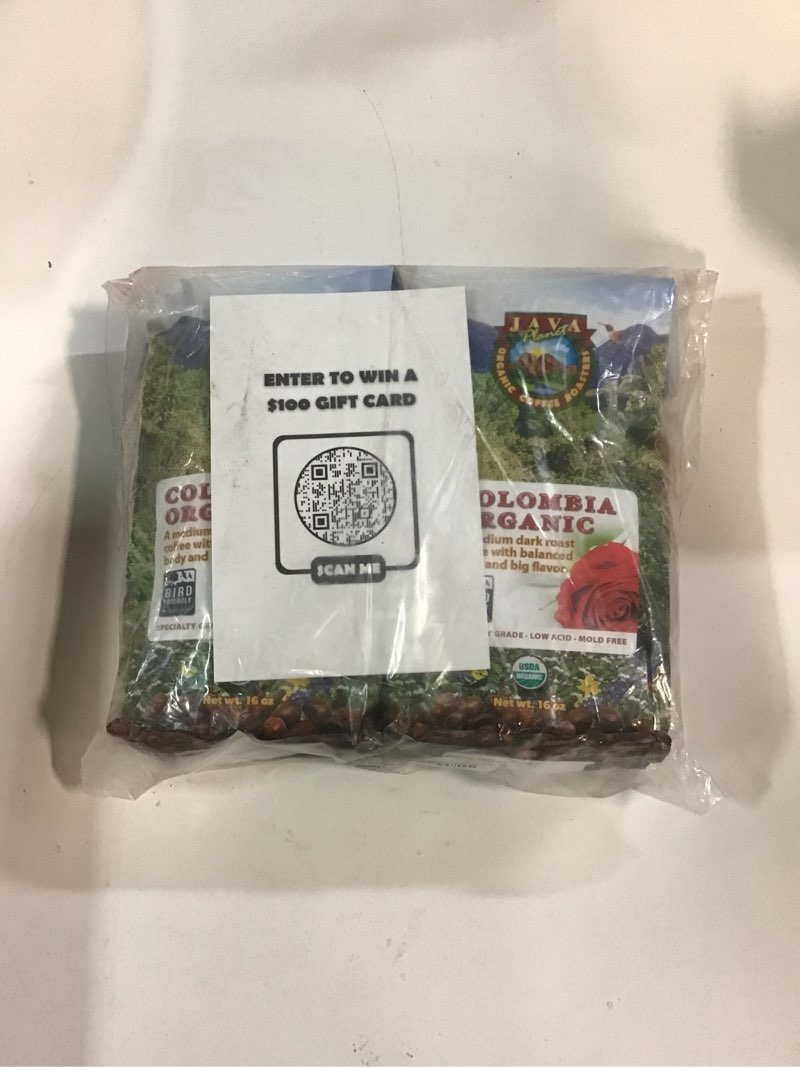 ENTER TO WIN A
$100 GIFT CARD
SCAN ME
COL
ORG
A medium
coffee wit
body and
BIRD
FRIENDLY
SPECIALTY GRA
Net wt. 16 oz
JAVA
Planet
ORGANIC COFFEE ROASTERS
OLOMBIA
RGANIC
dium dark roast
e with balanced
and big flavor
Y GRADE • LOW ACID • MOLD FREE
USDA
ORGANIC
Net wt. 16 oz